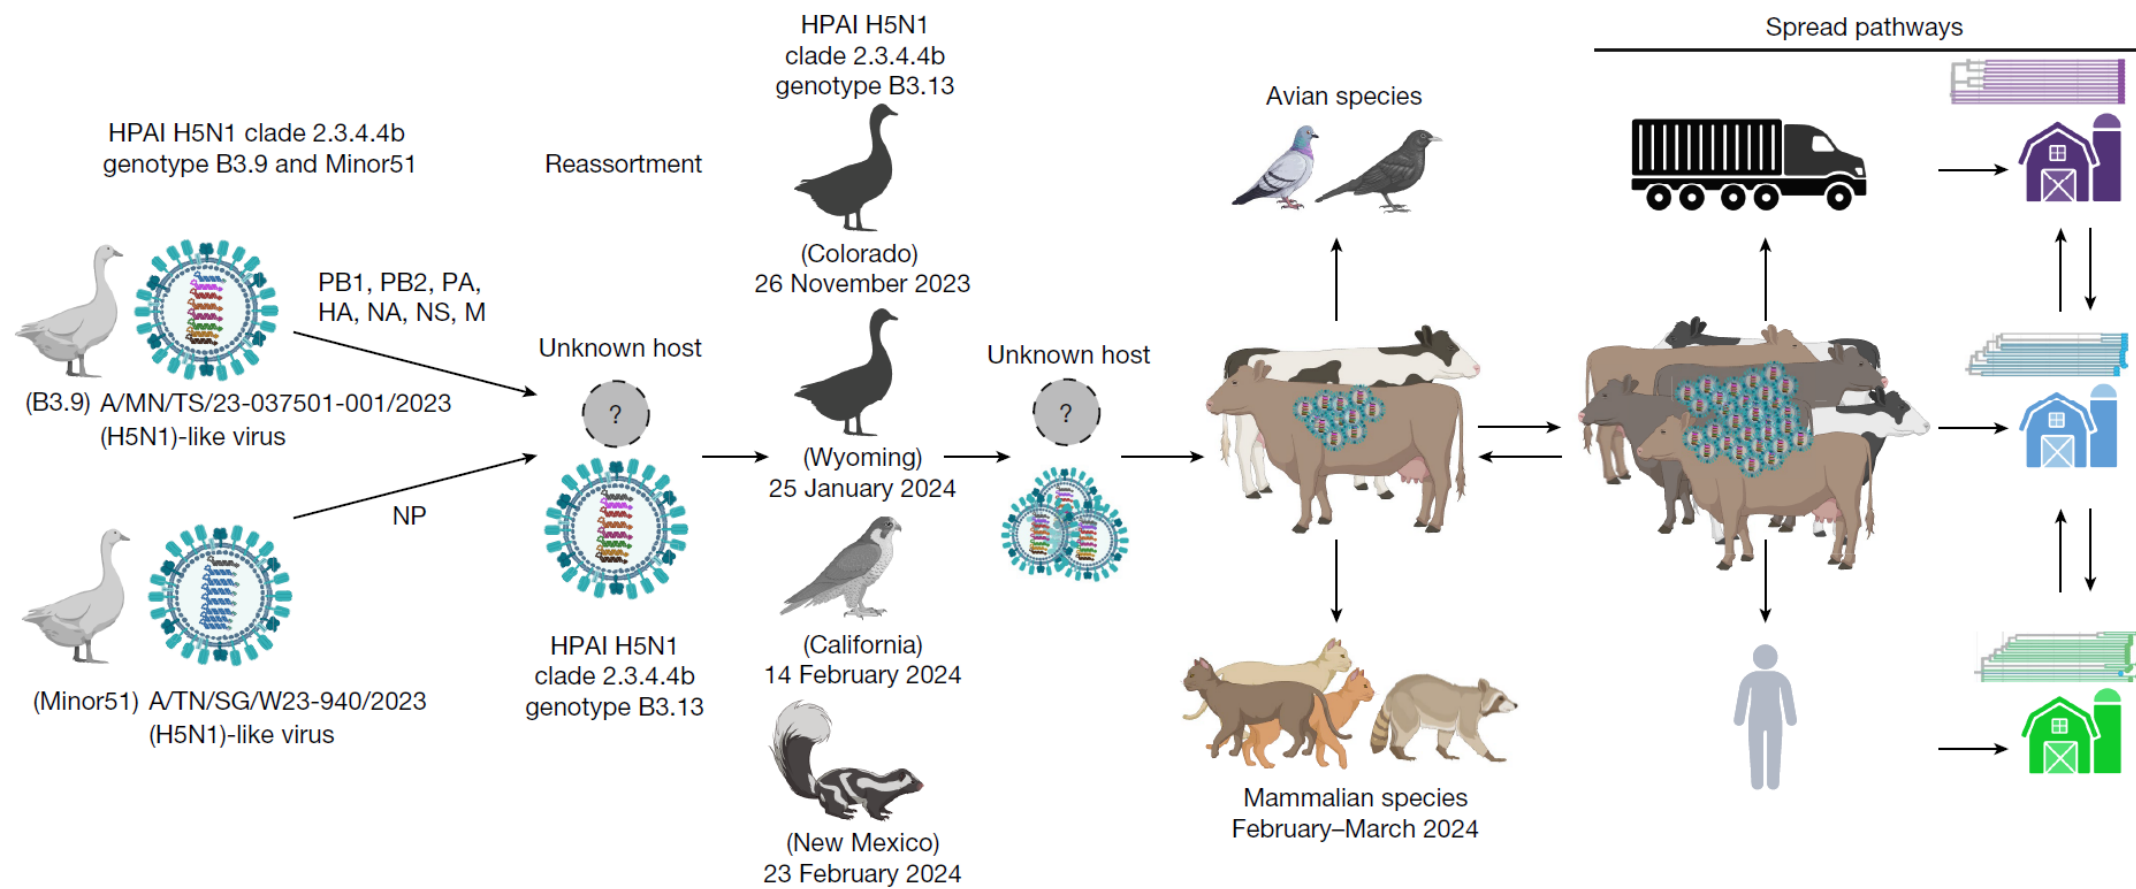 HPAI H5N1 clade 2.3.4.4b
genotype B3.9 and Minor51
(B3.9) A/MN/TS/23-037501-001/2023
(H5N1)-like virus
(Minor51) A/TN/SG/W23-940/2023
(H5N1)-like virus
PB1, PB2, PA,
HA, NA, NS, M
NP
Reassortment
Unknown host
?
HPAI H5N1
clade 2.3.4.4b
genotype B3.13
HPAI H5N1
clade 2.3.4.4b
genotype B3.13
(Colorado)
26 November 2023
(Wyoming)
25 January 2024
(California)
14 February 2024
(New Mexico)
23 February 2024
Unknown host
?
Avian species
Mammalian species
February–March 2024
Spread pathways